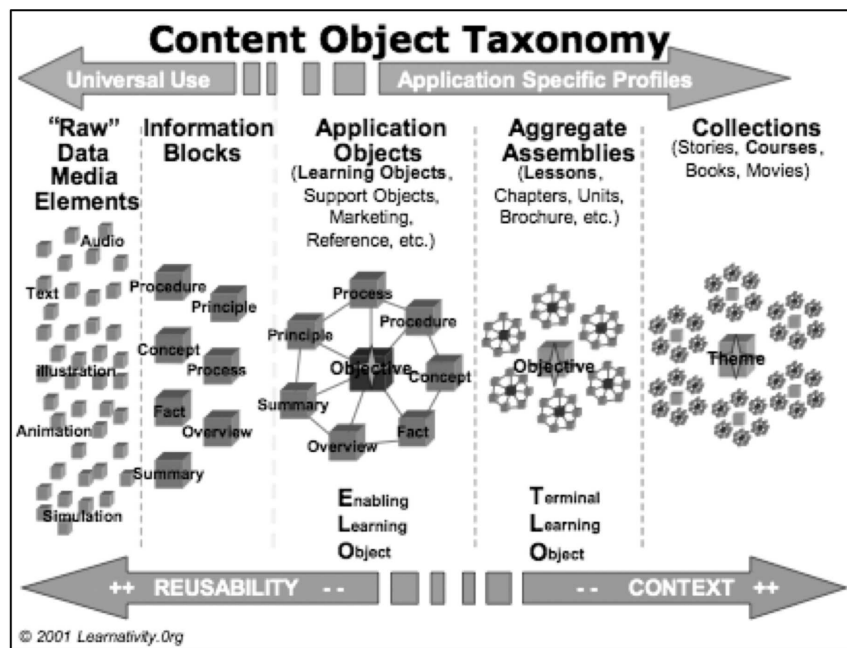 Content Object Taxonomy
Universal Use
Application Specific Profiles
“Raw”
Data
Media
Elements
Information
Blocks
Application
Objects
(Learning Objects,
Support Objects,
Marketing,
Reference, etc.)
Aggregate
Assemblies
(Lessons,
Chapters, Units,
Brochure, etc.)
Collections
(Stories, Courses,
Books, Movies)
Audio
Text
illustration
Animation
Simulation
Procedure
Principle
Concept
Process
Fact
Overview
Summary
Process
Procedure
Principle
Objective
Concept
Summary
Fact
Overview
Objective
Theme
Enabling
Learning
Object
Terminal
Learning
Object
++ REUSABILITY - -
- - CONTEXT ++
© 2001 Learnativity.0rg